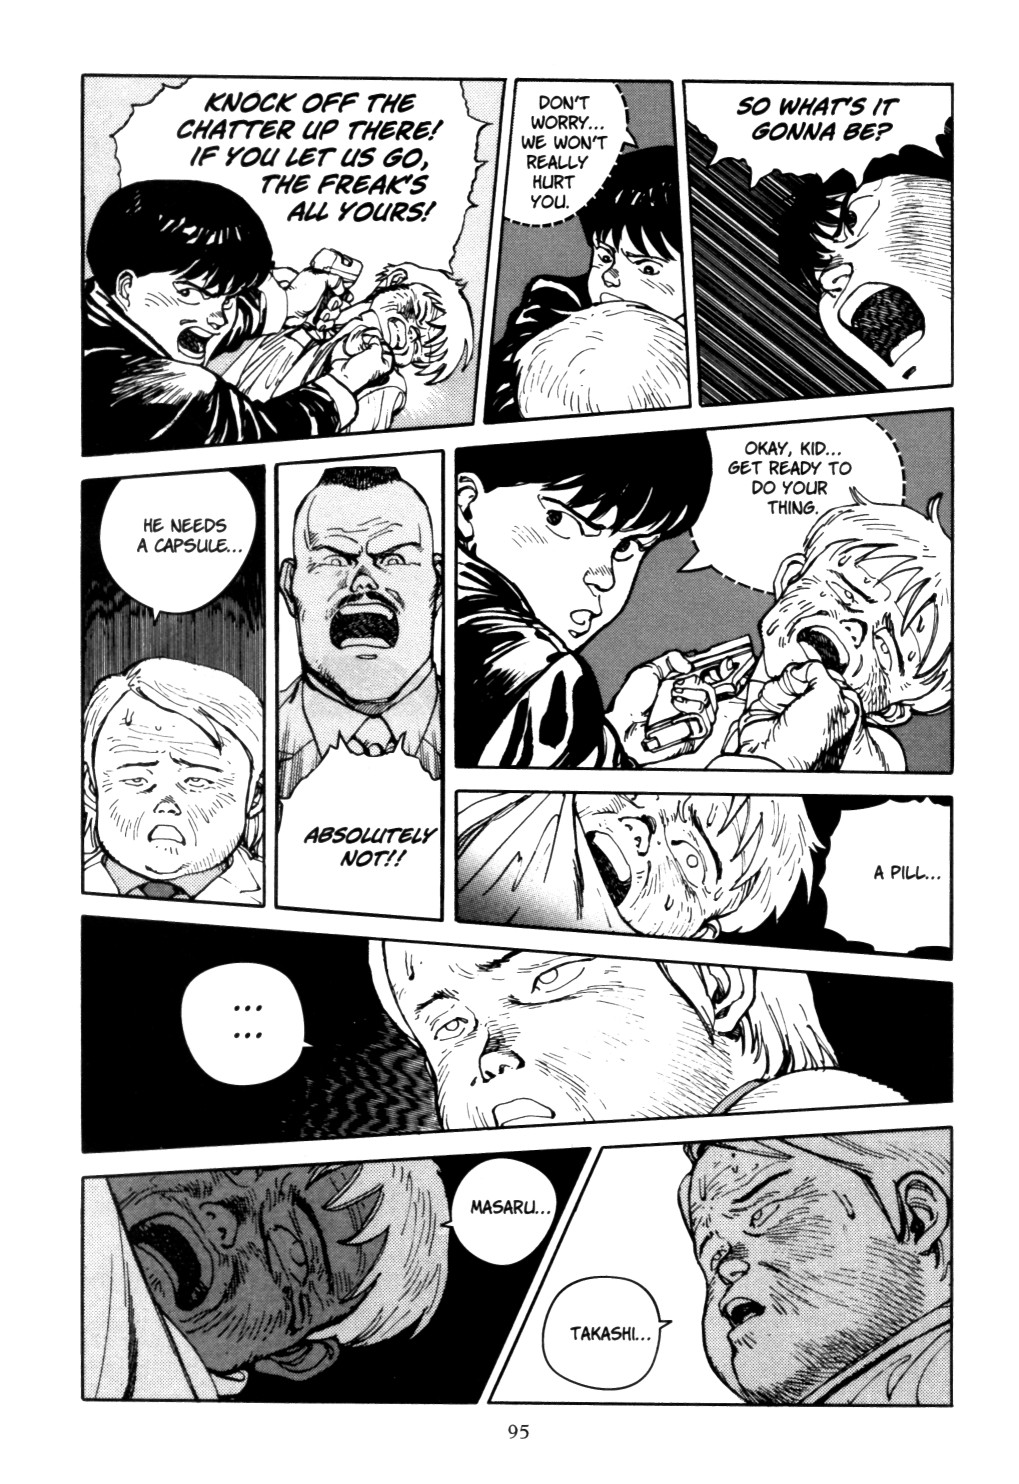 KNOCK OFF THE
CHATTER UP THERE!
IF YOU LET US GO,
THE FREAK'S
ALL YOURS!
DON'T
WORRY...
WE WON'T
REALLY
HURT
YOU.
SO WHAT'S IT
GONNA BE?
HE NEEDS
A CAPSULE...
ABSOLUTELY
NOT!!
OKAY, KID...
GET READY TO
DO YOUR
THING.
A PILL...
...
...
MASARU...
TAKASHI...
95